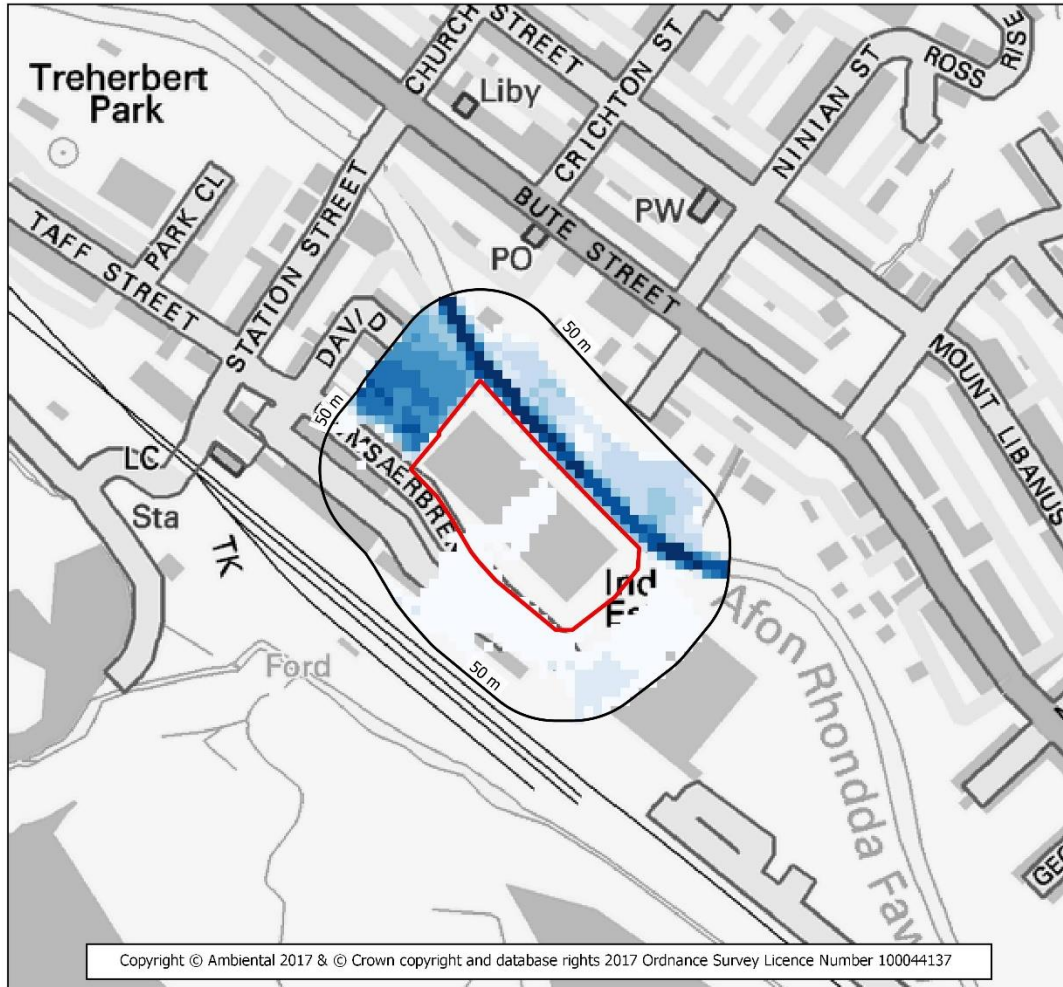 Treherbert
Park
Liby
CHURCH
STREET
CRICHTON ST
NINIAN ST
ROSS
RISE
PARK CL
TAFF STREET
STATION STREET
BUTE STREET
PW
PO
DAVID
50 m
50 m
MOUNT LIBANUS
LC
Sta
TK
Ind
Afon Rhondda Faw
Ford
50 m
Copyright © Ambiental 2017 & © Crown copyright and database rights 2017 Ordnance Survey Licence Number 100044137